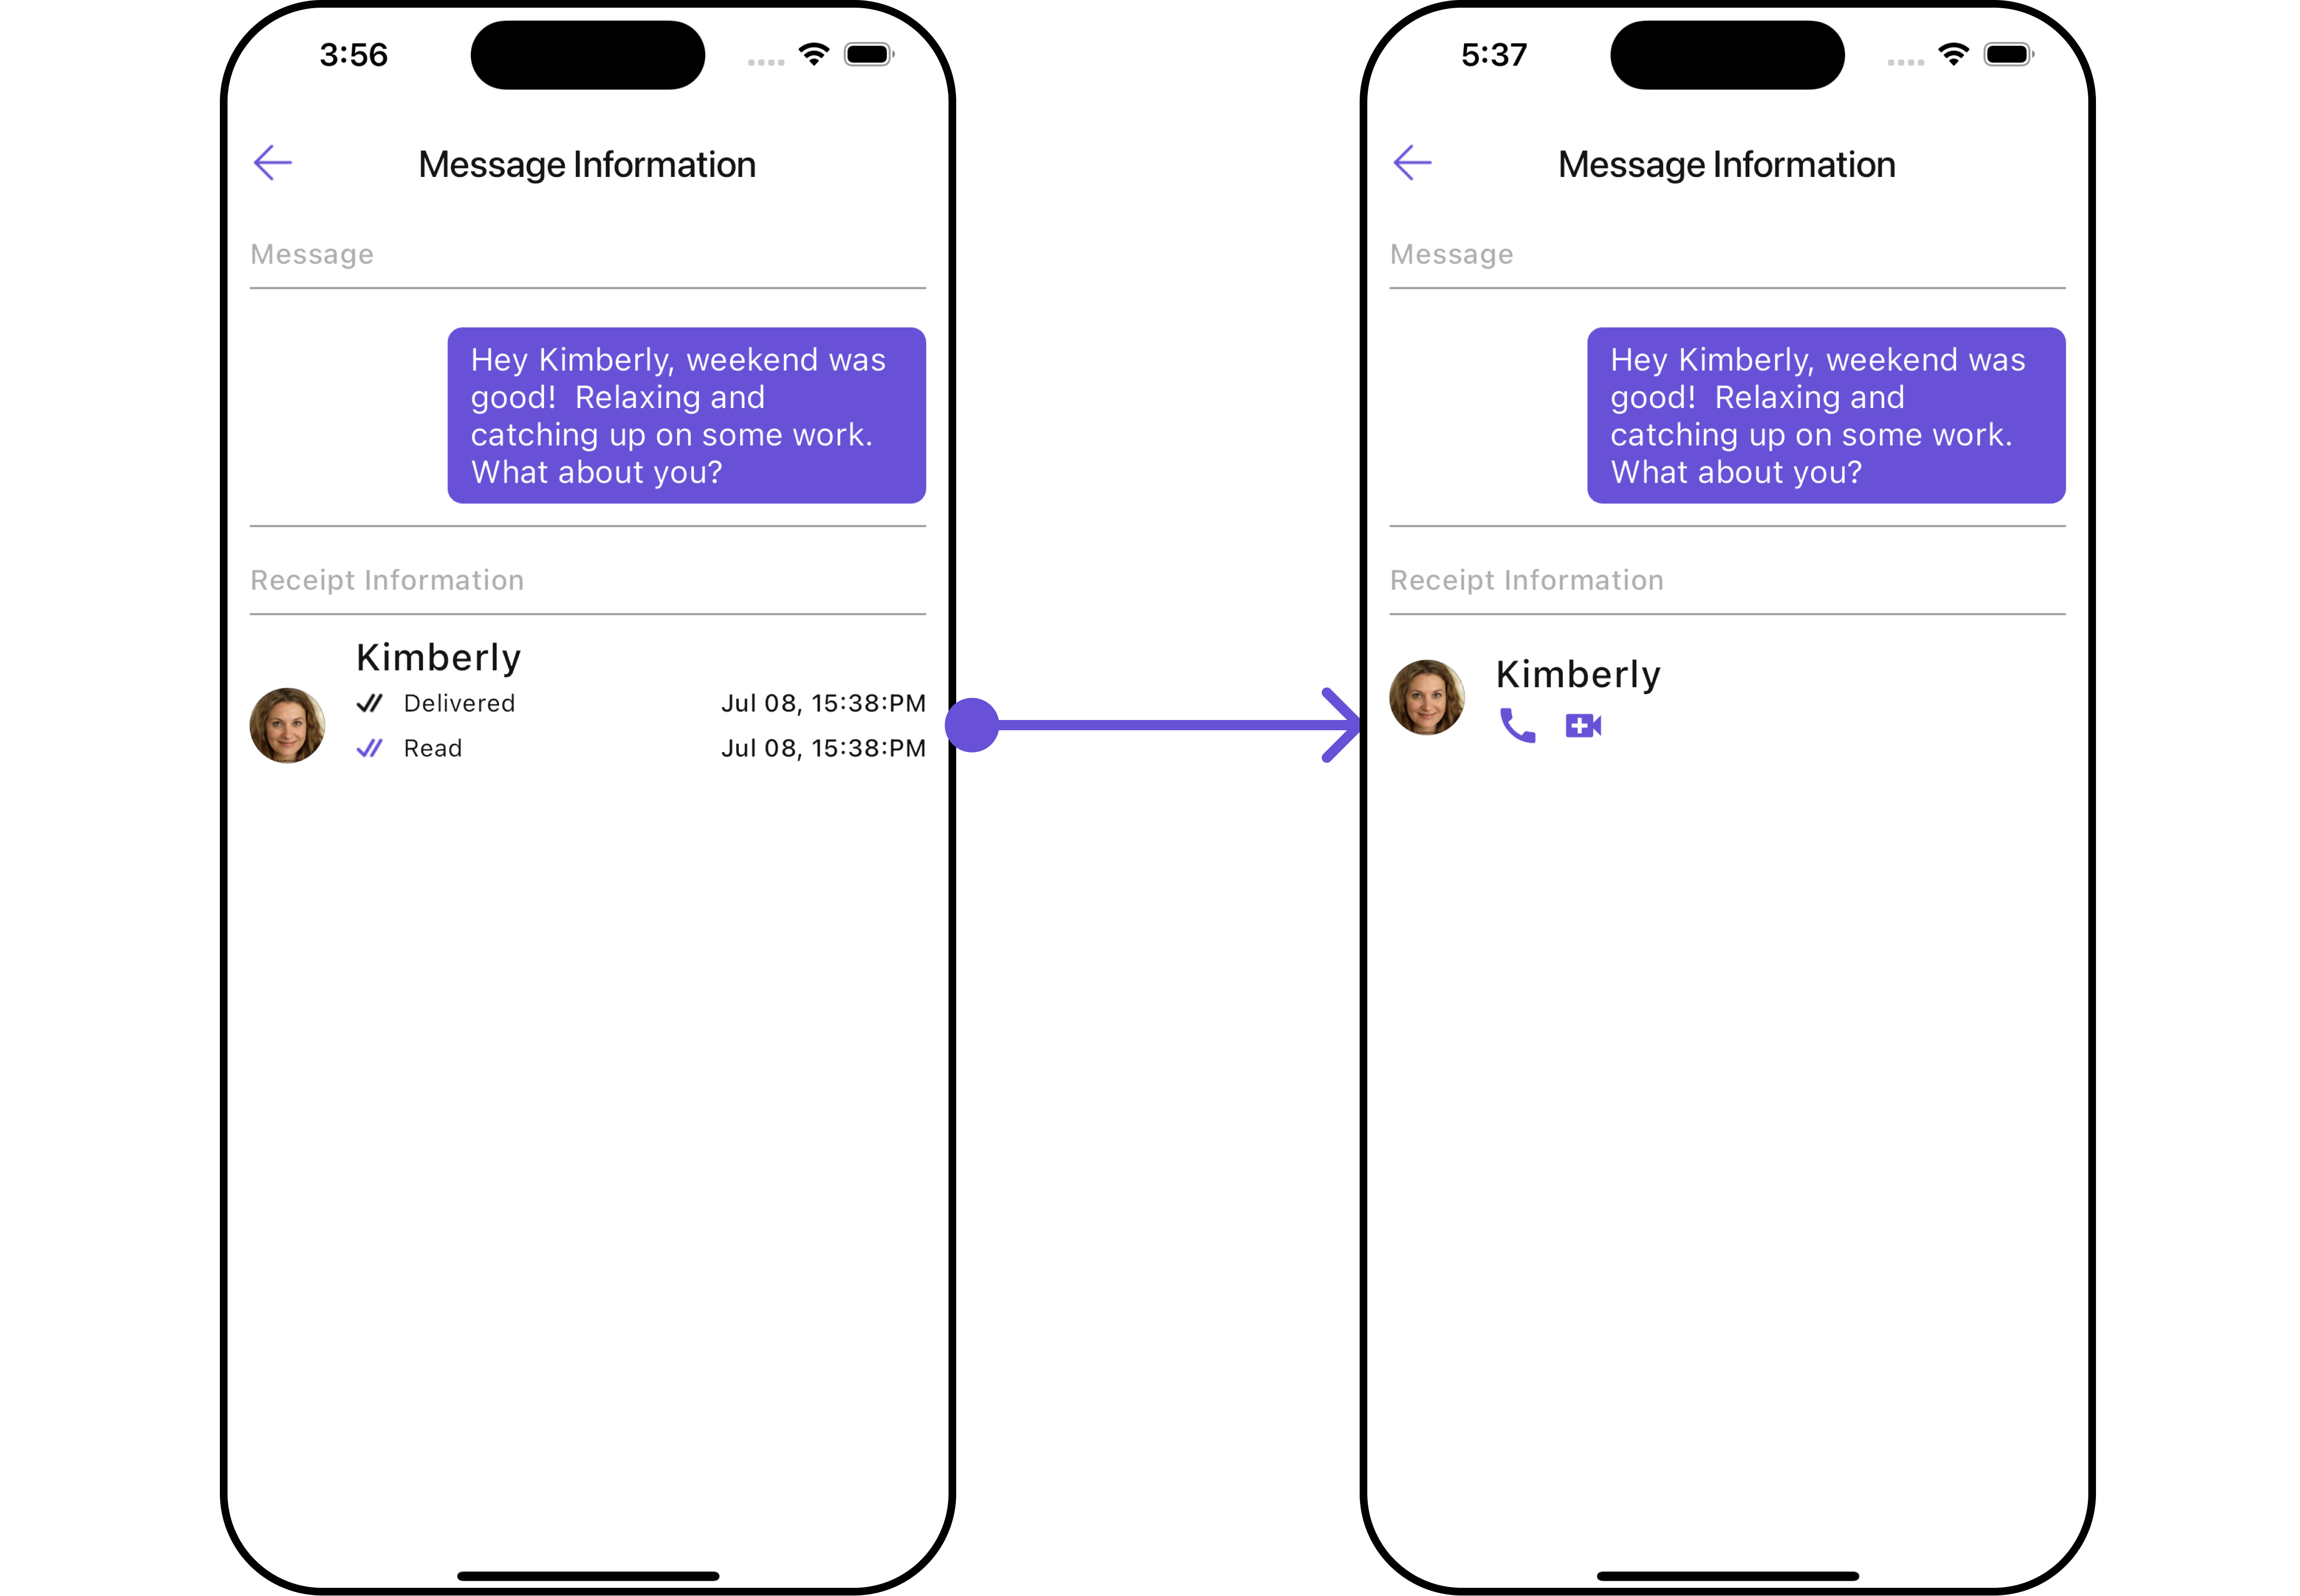 3:56
Message Information
Message
Hey Kimberly, weekend was
good!  Relaxing and
catching up on some work.
What about you?
Receipt Information
Kimberly
Delivered Jul 08, 15:38:PM
Read Jul 08, 15:38:PM
5:37
Message Information
Message
Hey Kimberly, weekend was
good!  Relaxing and
catching up on some work.
What about you?
Receipt Information
Kimberly